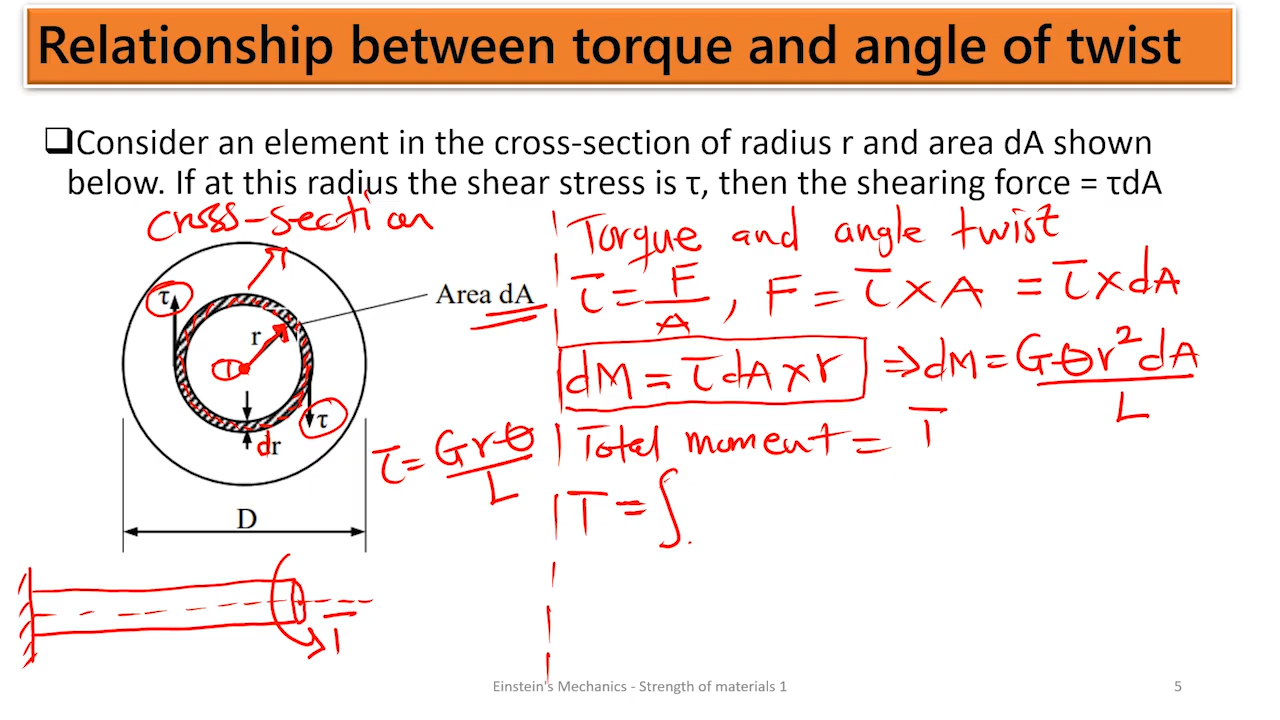 Relationship between torque and angle of twist
❑Consider an element in the cross-section of radius r and area dA shown
below. If at this radius the shear stress is τ, then the shearing force = τdA
cross-section
τ
Area dA
r
τ
dr
D
τ = Grθ/L
T
Torque and angle twist
τ = F/A , F = τ × A = τ × dA
dM = τdA × r ⇒ dM = Gθr²dA/L
Total moment = T
T = ∫
Einstein's Mechanics - Strength of materials 1
5